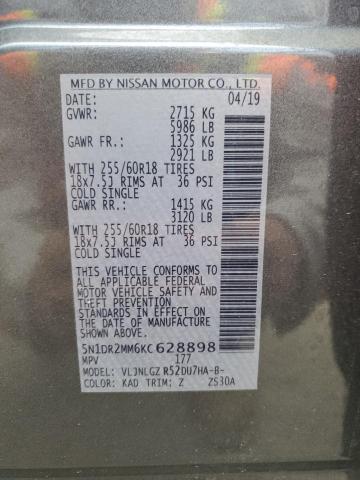 MFD BY NISSAN MOTOR CO., LTD.
DATE: 04/19
GVWR: 2715 KG
5986 LB
GAWR FR.: 1325 KG
2921 LB
WITH 255/60R18 TIRES
18x7.5J RIMS AT 36 PSI
COLD SINGLE
GAWR RR.: 1415 KG
3120 LB
WITH 255/60R18 TIRES
18x7.5J RIMS AT 36 PSI
COLD SINGLE
THIS VEHICLE CONFORMS TO
ALL APPLICABLE FEDERAL
MOTOR VEHICLE SAFETY AND
THEFT PREVENTION
STANDARDS IN EFFECT ON
THE DATE OF MANUFACTURE
SHOWN ABOVE.
5N1DR2MM6KC628898
MPV 177
MODEL: VLJNLGZ R52DU7HA-B-
COLOR: KAD TRIM: Z ZS30A